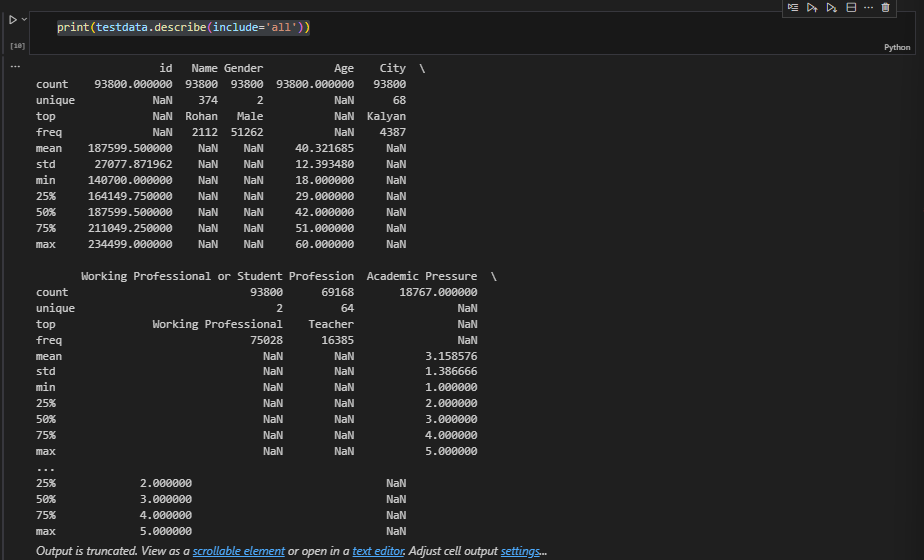 print(testdata.describe(include='all'))
[10]
Python
...
id Name Gender Age City \
count 93800.000000 93800 93800 93800.000000 93800
unique NaN 374 2 NaN 68
top NaN Rohan Male NaN Kalyan
freq NaN 2112 51262 NaN 4387
mean 187599.500000 NaN NaN 40.321685 NaN
std 27077.871962 NaN NaN 12.393480 NaN
min 140700.000000 NaN NaN 18.000000 NaN
25% 164149.750000 NaN NaN 29.000000 NaN
50% 187599.500000 NaN NaN 42.000000 NaN
75% 211049.250000 NaN NaN 51.000000 NaN
max 234499.000000 NaN NaN 60.000000 NaN
Working Professional or Student Profession Academic Pressure \
count 93800 69168 18767.000000
unique 2 64 NaN
top Working Professional Teacher NaN
freq 75028 16385 NaN
mean NaN NaN 3.158576
std NaN NaN 1.386666
min NaN NaN 1.000000
25% NaN NaN 2.000000
50% NaN NaN 3.000000
75% NaN NaN 4.000000
max NaN NaN 5.000000
...
25% 2.000000 NaN
50% 3.000000 NaN
75% 4.000000 NaN
max 5.000000 NaN
Output is truncated. View as a scrollable element or open in a text editor. Adjust cell output settings...